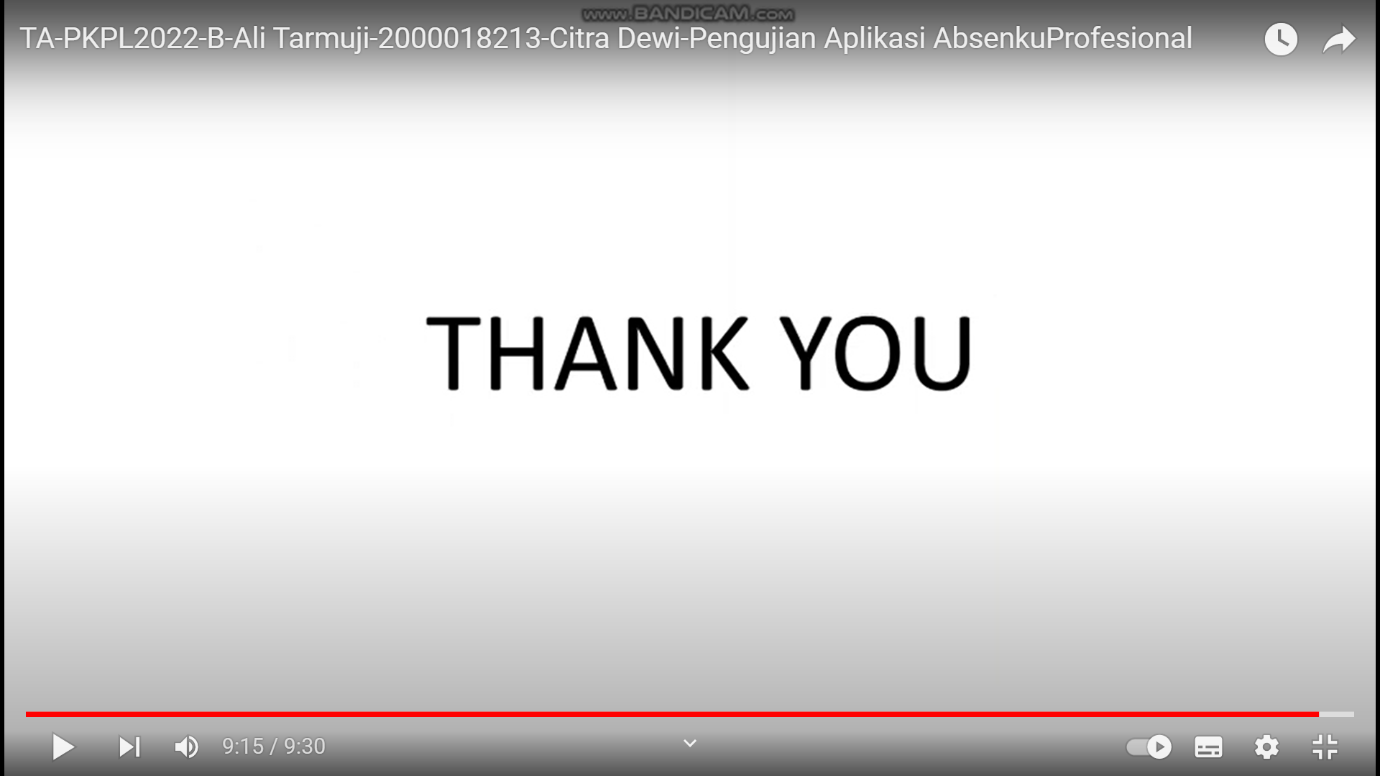 www.BANDICAM.com
TA-PKPL2022-B-Ali Tarmuji-2000018213-Citra Dewi-Pengujian Aplikasi AbsenkuProfesional
THANK YOU
9:15 / 9:30